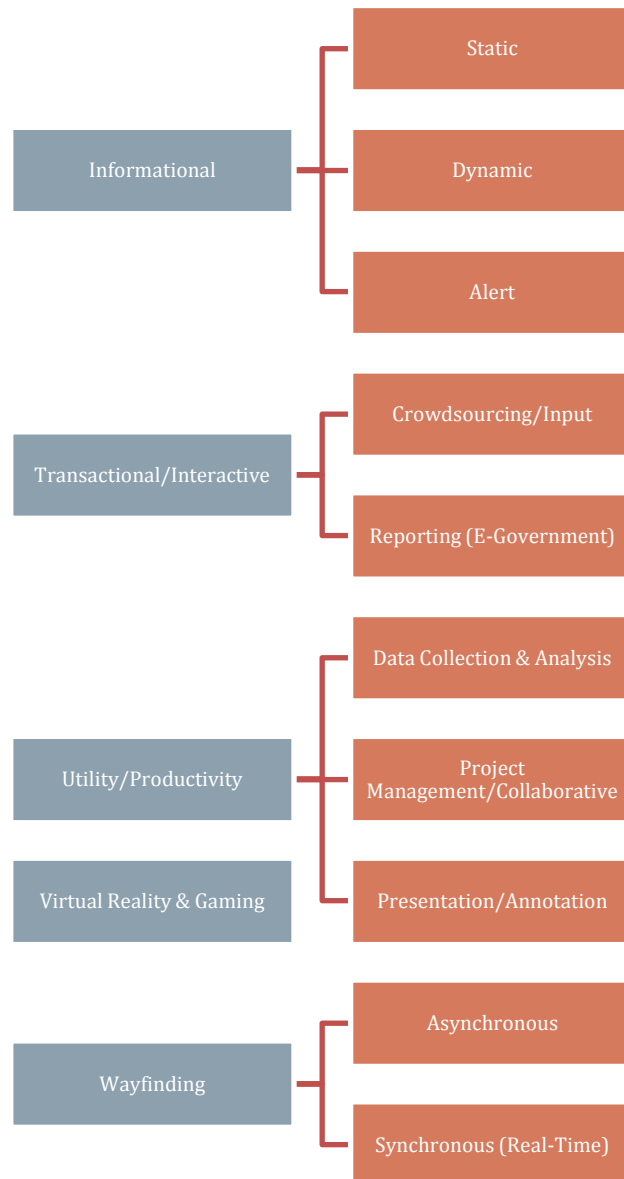 Static
Informational
Dynamic
Alert
Crowdsourcing/Input
Transactional/Interactive
Reporting (E-Government)
Data Collection & Analysis
Utility/Productivity
Project
Management/Collaborative
Virtual Reality & Gaming
Presentation/Annotation
Asynchronous
Wayfinding
Synchronous (Real-Time)